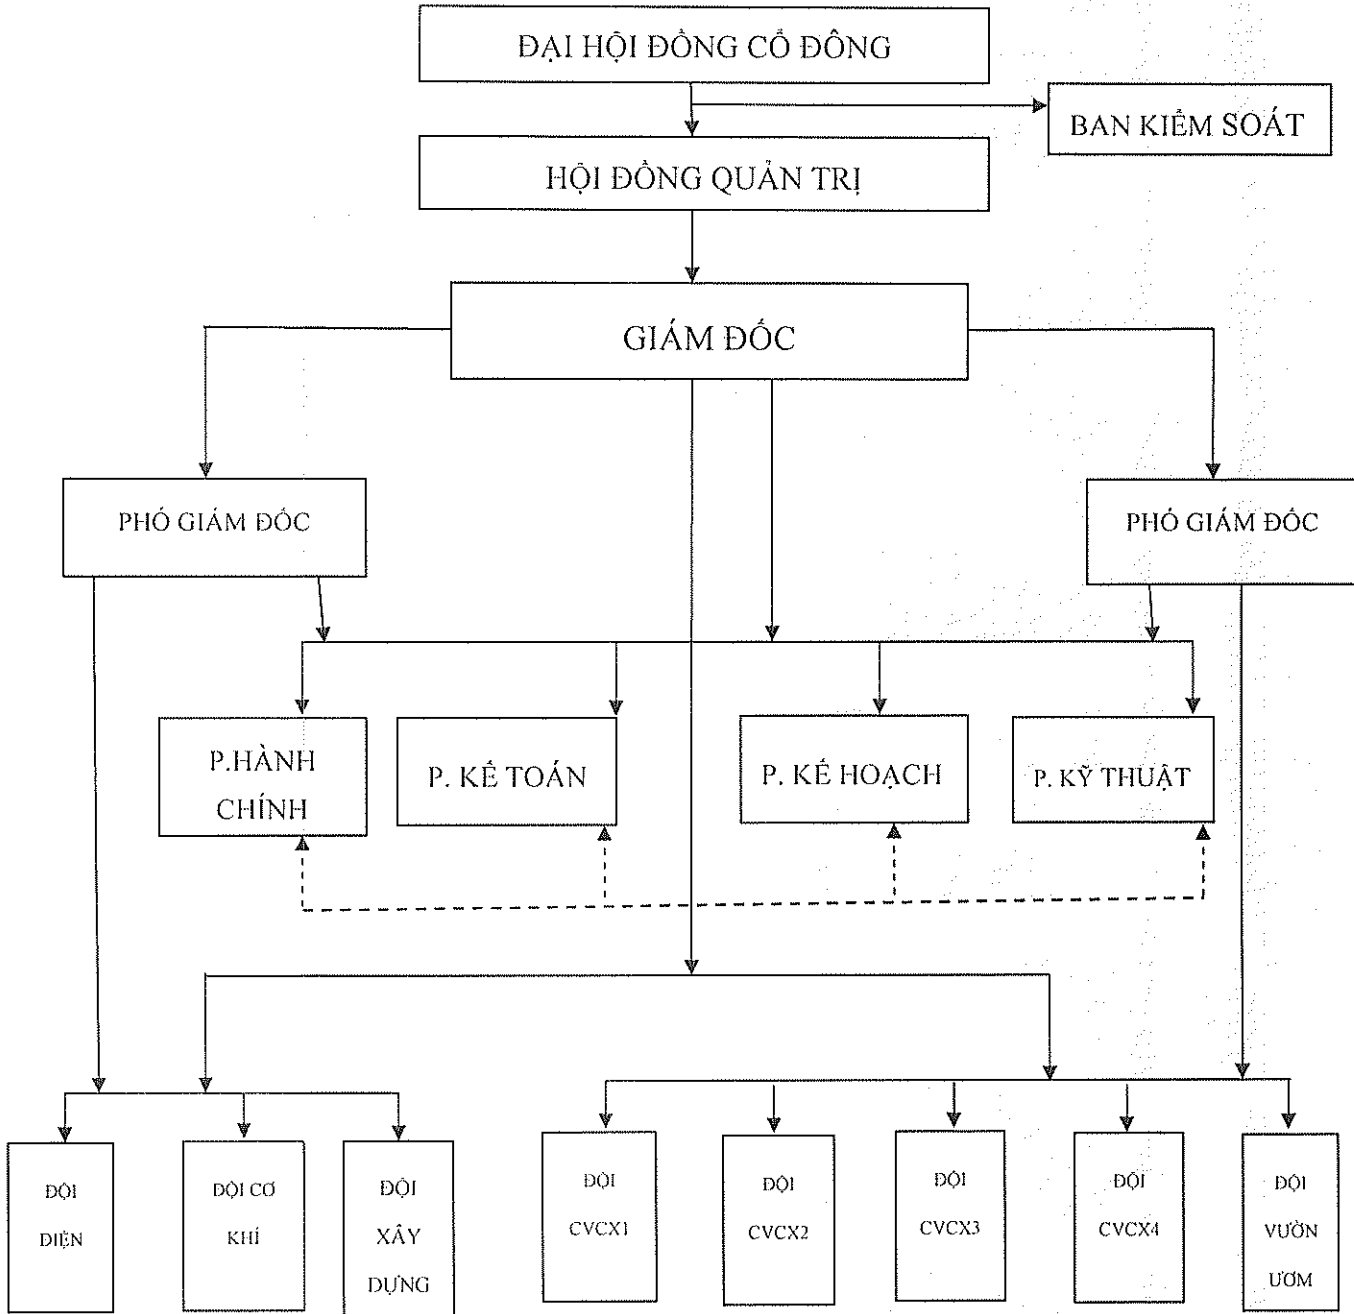 ĐẠI HỘI ĐỒNG CỔ ĐÔNG
BAN KIỂM SOÁT
HỘI ĐỒNG QUẢN TRỊ
GIÁM ĐỐC
PHÓ GIÁM ĐỐC
PHÓ GIÁM ĐỐC
P.HÀNH
CHÍNH
P. KẾ TOÁN
P. KẾ HOẠCH
P. KỸ THUẬT
ĐỘI
DIỆN
ĐỘI CƠ
KHÍ
ĐỘI
XÂY
DỰNG
ĐỘI
CVCX1
ĐỘI
CVCX2
ĐỘI
CVCX3
ĐỘI
CVCX4
ĐỘI
VƯỜN
ƯƠM